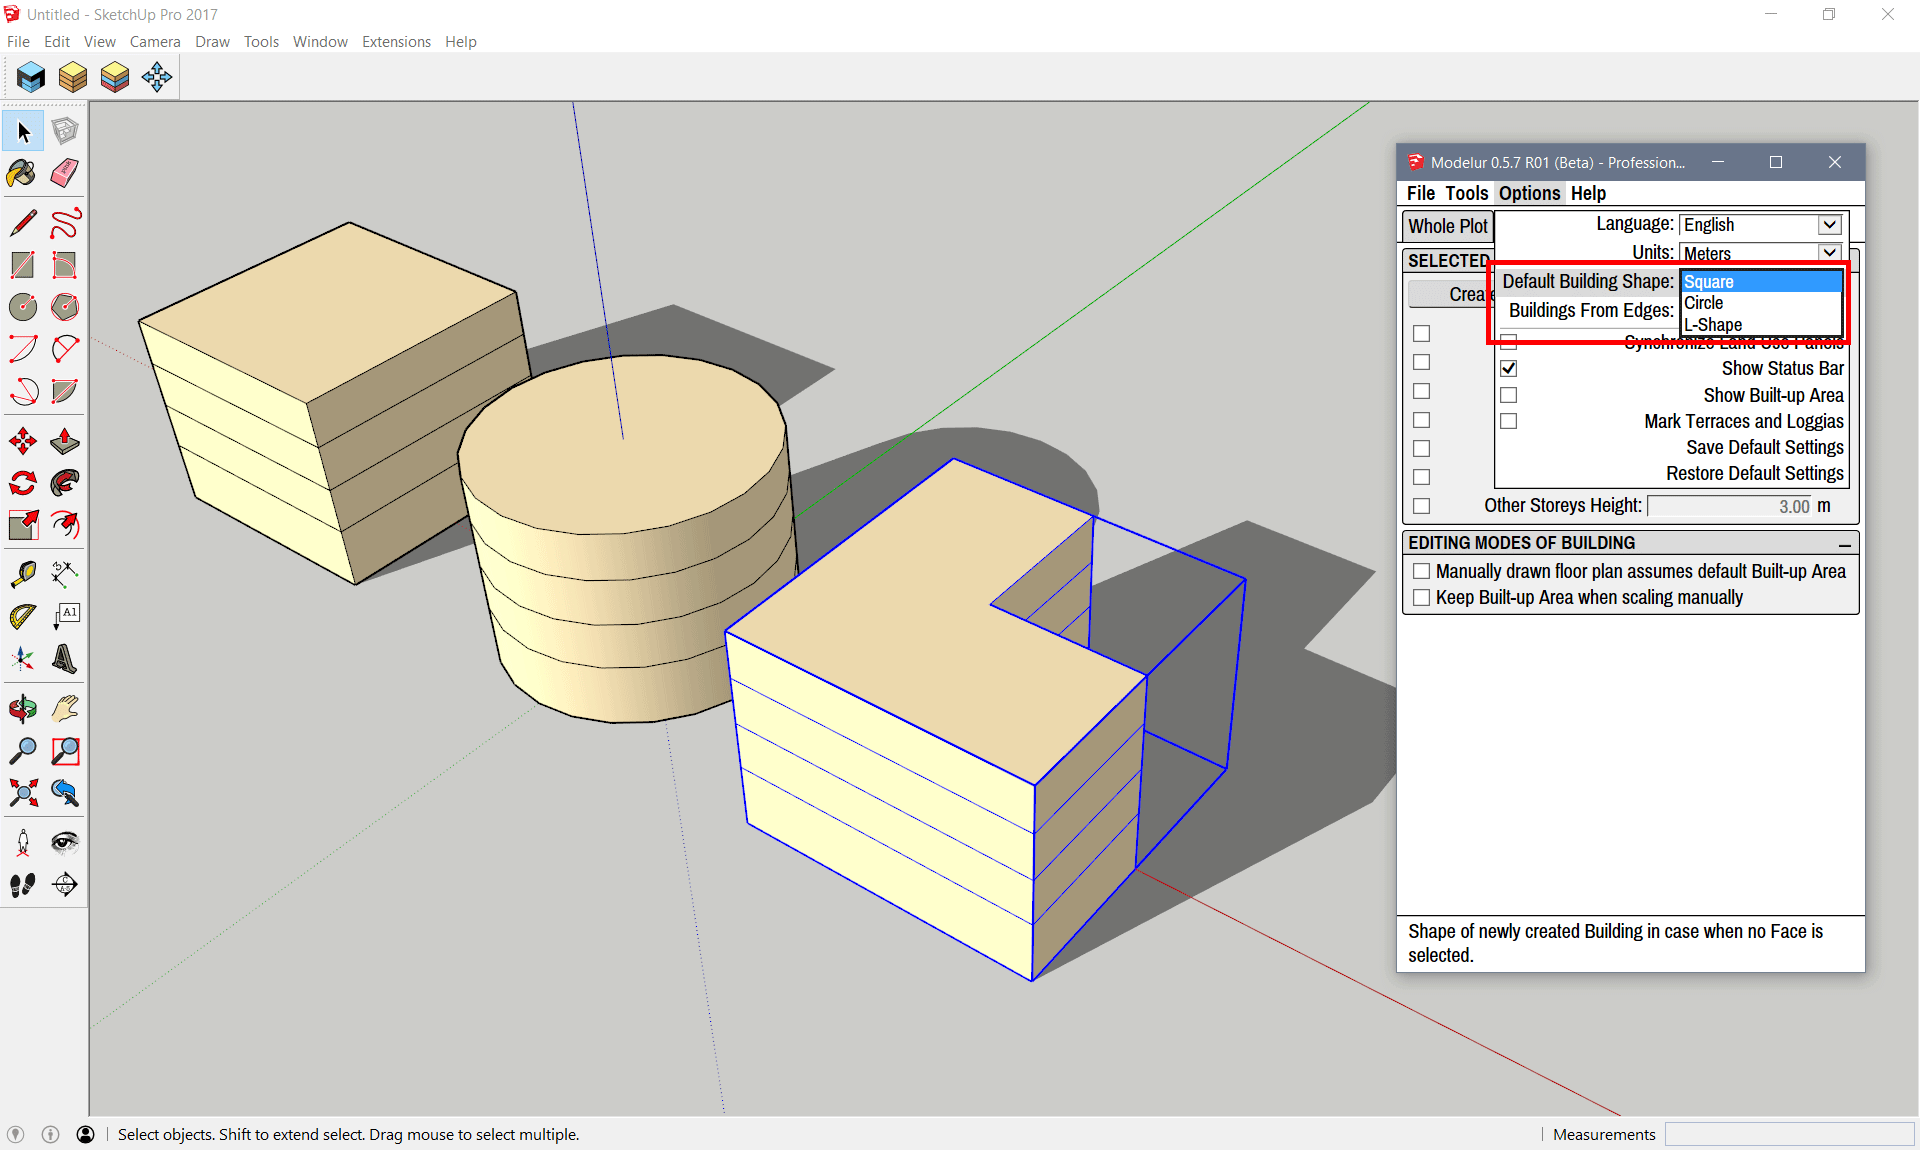 Untitled - SketchUp Pro 2017
File Edit View Camera Draw Tools Window Extensions Help
Modelur 0.5.7 R01 (Beta) - Profession...
File Tools Options Help
Whole Plot
Language: English
Units: Meters
SELECTED
Default Building Shape: Square
Circle
L-Shape
Create
Buildings From Edges:
Synchronize Land Use Panels
Show Status Bar
Show Built-up Area
Mark Terraces and Loggias
Save Default Settings
Restore Default Settings
Other Storeys Height: 3.00 m
EDITING MODES OF BUILDING
Manually drawn floor plan assumes default Built-up Area
Keep Built-up Area when scaling manually
Shape of newly created Building in case when no Face is
selected.
A1
Select objects. Shift to extend select. Drag mouse to select multiple.
Measurements